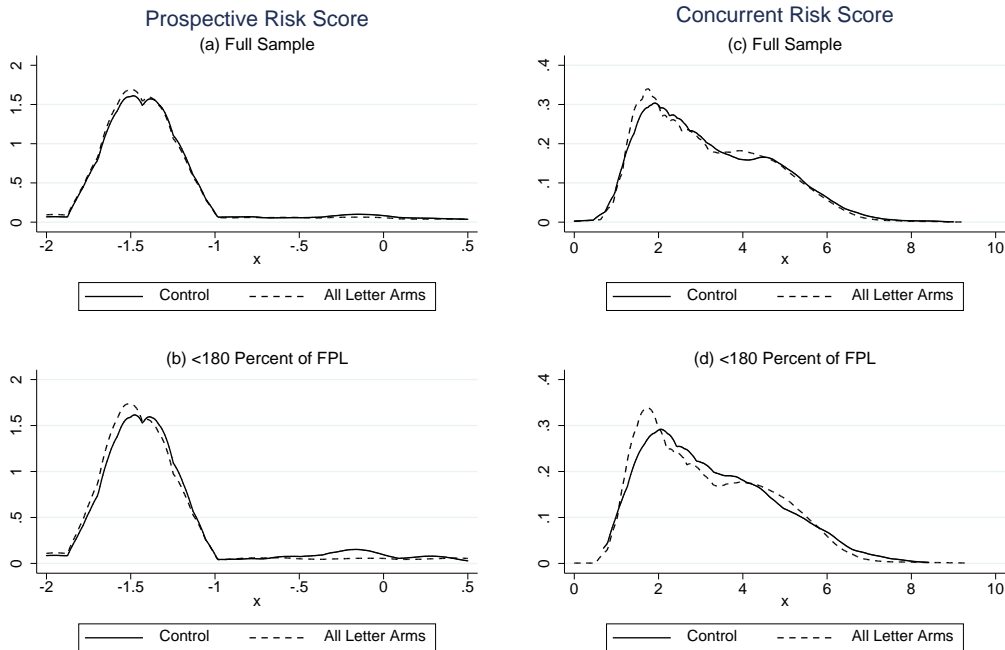 Prospective Risk Score
(a) Full Sample
2
1.5
1
.5
0
-2 -1.5 -1 -.5 0 .5
x
Control All Letter Arms
(b) <180 Percent of FPL
2
1.5
1
.5
0
-2 -1.5 -1 -.5 0 .5
x
Control All Letter Arms
Concurrent Risk Score
(c) Full Sample
.4
.3
.2
.1
0
0 2 4 6 8 10
x
Control All Letter Arms
(d) <180 Percent of FPL
.4
.3
.2
.1
0
0 2 4 6 8 10
x
Control All Letter Arms